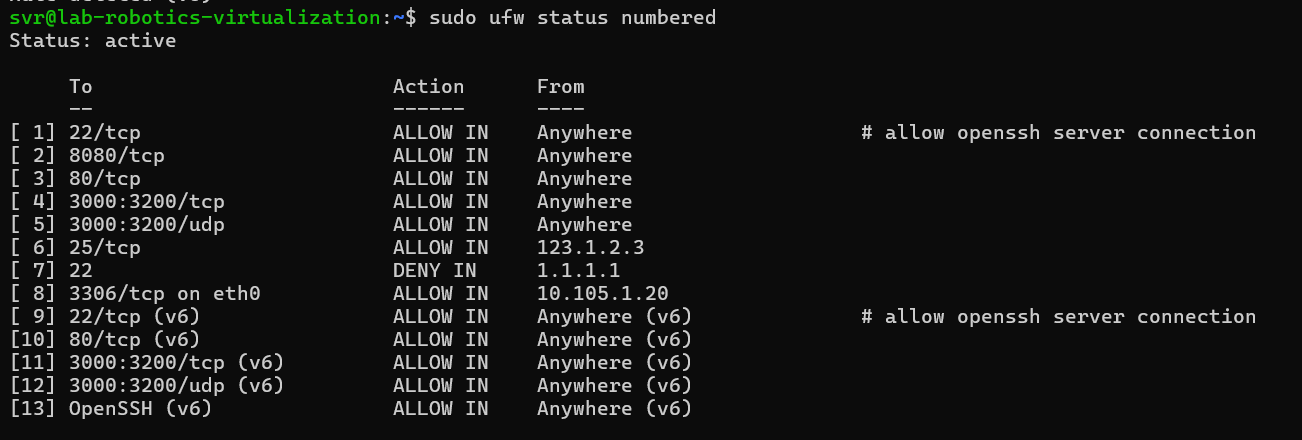 svr@lab-robotics-virtualization:~$ sudo ufw status numbered
Status: active

     To                         Action      From
     --                         ------      ----
[ 1] 22/tcp                     ALLOW IN    Anywhere                   # allow openssh server connection
[ 2] 8080/tcp                   ALLOW IN    Anywhere
[ 3] 80/tcp                     ALLOW IN    Anywhere
[ 4] 3000:3200/tcp              ALLOW IN    Anywhere
[ 5] 3000:3200/udp              ALLOW IN    Anywhere
[ 6] 25/tcp                     ALLOW IN    123.1.2.3
[ 7] 22                         DENY IN     1.1.1.1
[ 8] 3306/tcp on eth0           ALLOW IN    10.105.1.20
[ 9] 22/tcp (v6)                ALLOW IN    Anywhere (v6)              # allow openssh server connection
[10] 80/tcp (v6)                ALLOW IN    Anywhere (v6)
[11] 3000:3200/tcp (v6)         ALLOW IN    Anywhere (v6)
[12] 3000:3200/udp (v6)         ALLOW IN    Anywhere (v6)
[13] OpenSSH (v6)               ALLOW IN    Anywhere (v6)